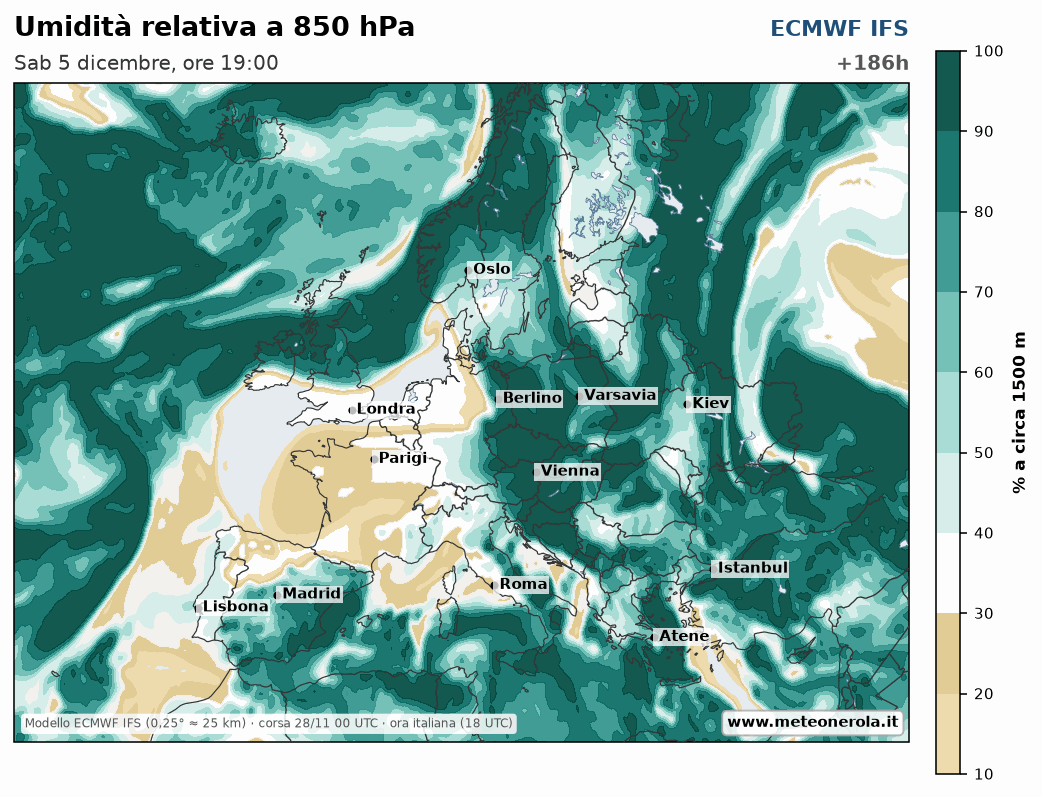 Umidità relativa a 850 hPa
ECMWF IFS
Sab 5 dicembre, ore 19:00
+186h
100
90
80
70
60
50
40
30
20
10
% a circa 1500 m
Oslo
Berlino
Varsavia
Kiev
Londra
Parigi
Vienna
Istanbul
Roma
Madrid
Lisbona
Atene
Modello ECMWF IFS (0,25° ≈ 25 km) · corsa 28/11 00 UTC · ora italiana (18 UTC)
www.meteonerola.it